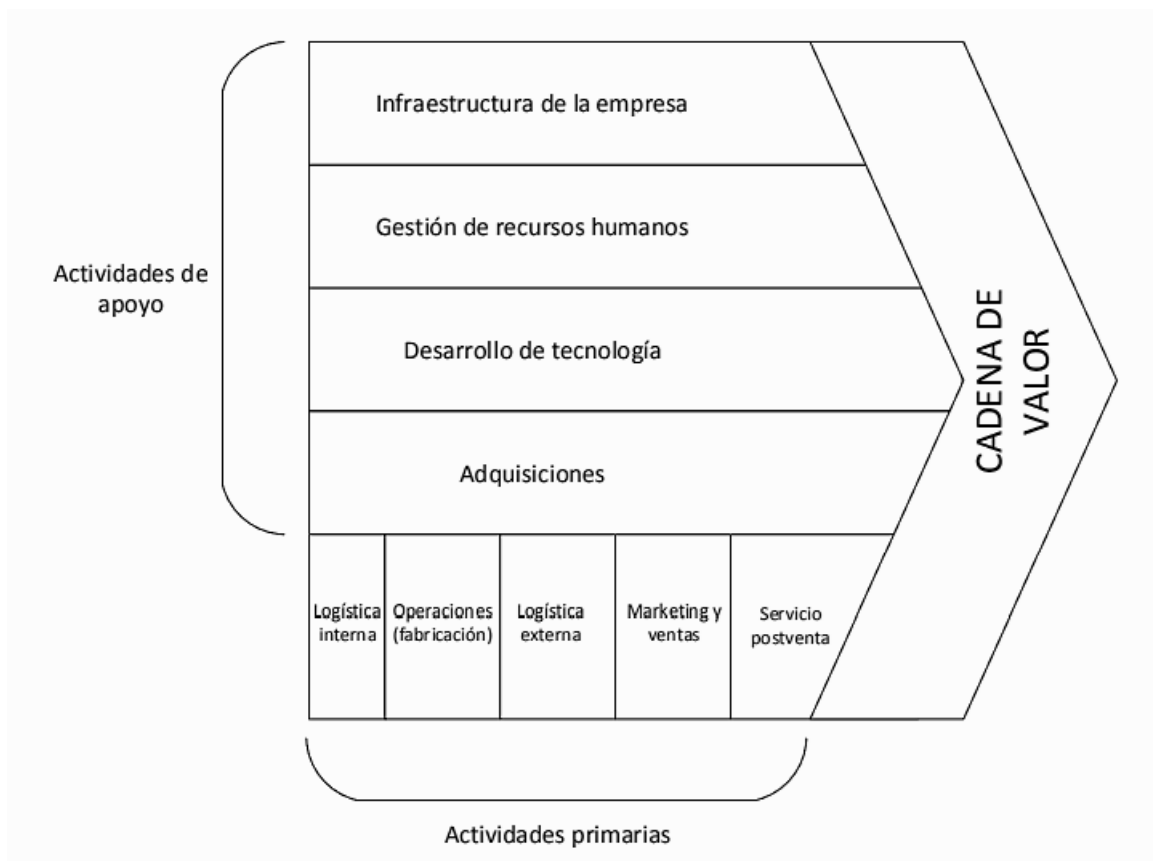 Infraestructura de la empresa
Gestión de recursos humanos
Actividades de
apoyo
Desarrollo de tecnología
Adquisiciones
CADENA DE
VALOR
Logística
interna
Operaciones
(fabricación)
Logística
externa
Marketing y
ventas
Servicio
postventa
Actividades primarias